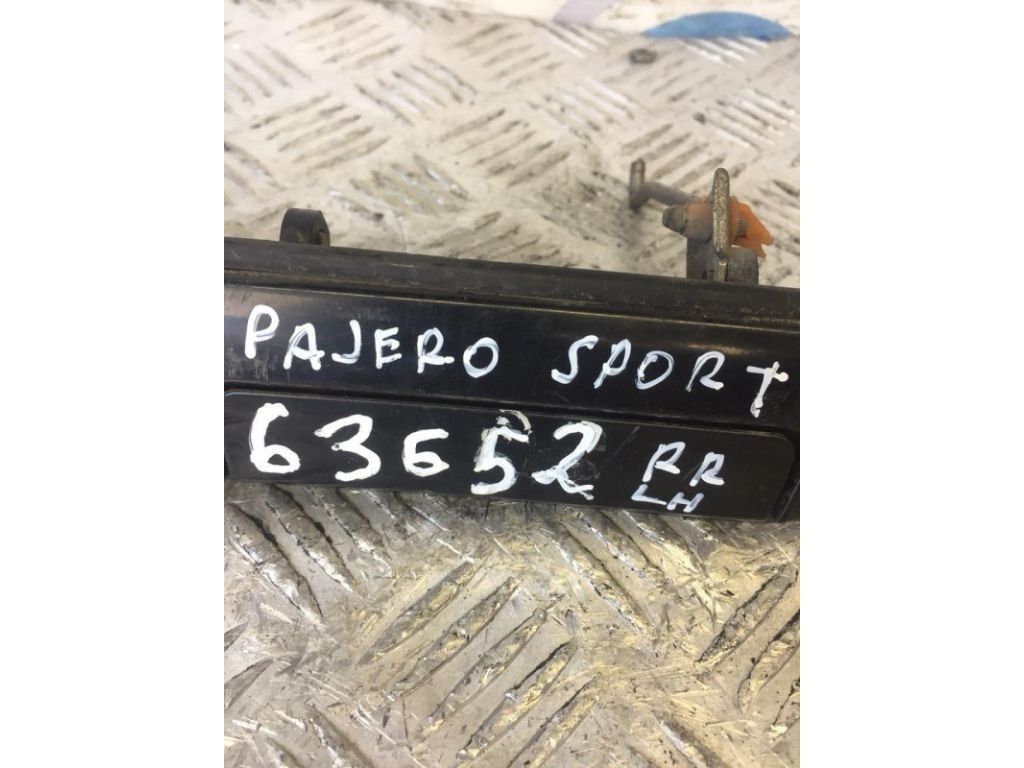 PAJERO SPORT
63652 RR
LH